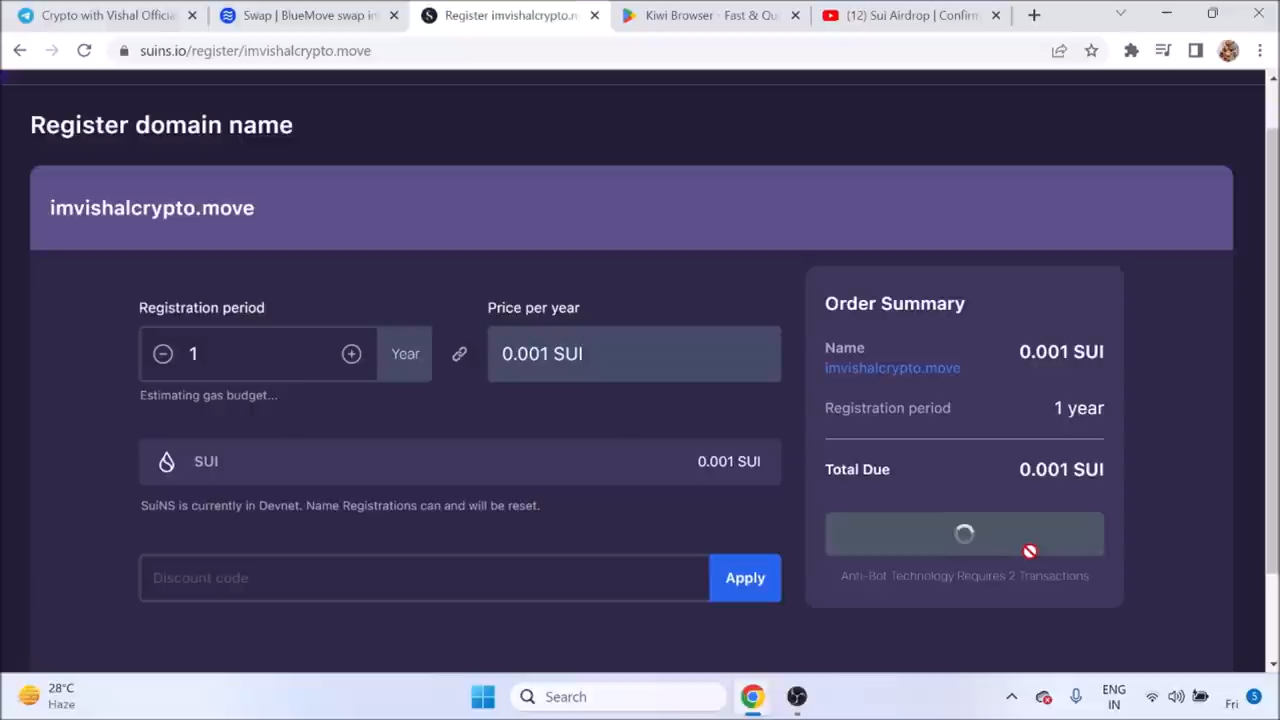 Crypto with Vishal Officia
Swap | BlueMove swap in
Register imvishalcrypto.m
Kiwi Browser - Fast & Qu
(12) Sui Airdrop | Confirm
suins.io/register/imvishalcrypto.move
Register domain name
imvishalcrypto.move
Registration period
Price per year
1
Year
0.001 SUI
Estimating gas budget...
SUI
0.001 SUI
SuiNS is currently in Devnet. Name Registrations can and will be reset.
Discount code
Apply
Order Summary
Name
0.001 SUI
imvishalcrypto.move
Registration period
1 year
Total Due
0.001 SUI
Anti-Bot Technology Requires 2 Transactions
28°C
Haze
Search
ENG
IN
Fri
5